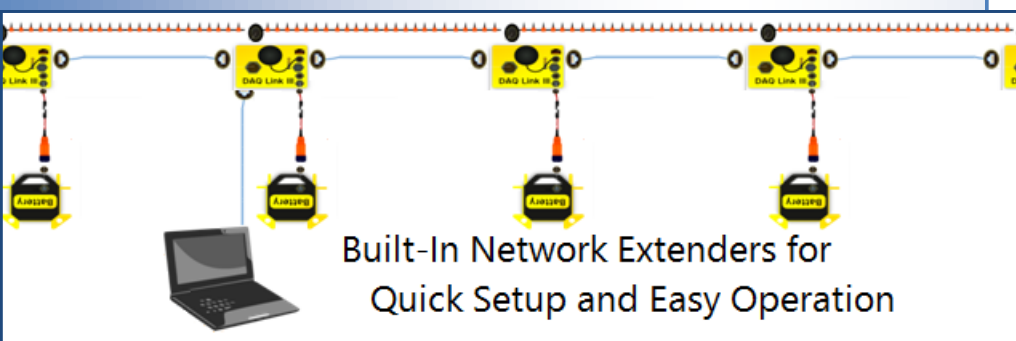 Q Link III
DAQ Link III
DAQ Link III
DAQ Link III
D
Battery
Battery
Battery
Battery
Built-In Network Extenders for
Quick Setup and Easy Operation